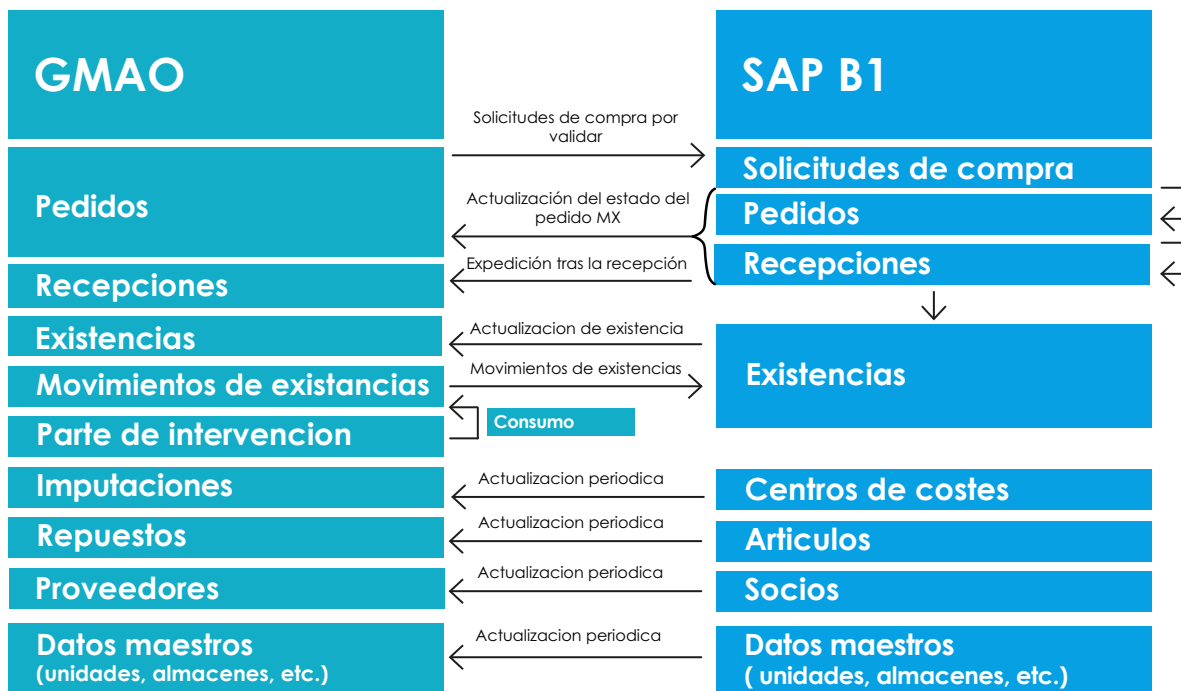 GMAO
SAP B1
Solicitudes de compra por
validar
Pedidos
Solicitudes de compra
Actualización del estado del
pedido MX
Pedidos
Recepciones
Expedición tras la recepción
Recepciones
Existencias
Actualizacion de existencia
Existencias
Movimientos de existancias
Movimientos de existencias
Parte de intervencion
Consumo
Imputaciones
Actualizacion periodica
Centros de costes
Repuestos
Actualizacion periodica
Articulos
Proveedores
Actualizacion periodica
Socios
Datos maestros
(unidades, almacenes, etc.)
Actualizacion periodica
Datos maestros
( unidades, almacenes, etc.)